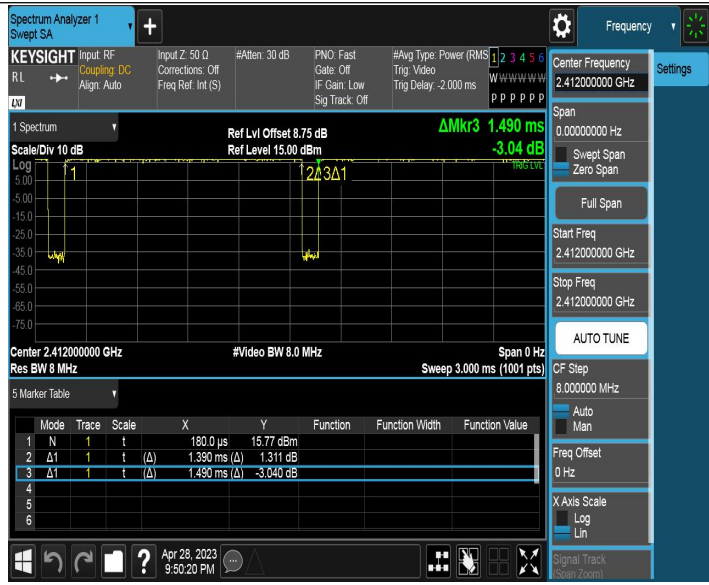 Spectrum Analyzer 1
Swept SA
+
Frequency
KEYSIGHT
Input: RF
Coupling: DC
Align: Auto
Input Z: 50 Ω
Corrections: Off
Freq Ref: Int (S)
#Atten: 30 dB
PNO: Fast
Gate: Off
IF Gain: Low
Sig Track: Off
#Avg Type: Power (RMS
Trig: Video
Trig Delay: -2.000 ms
1 2 3 4 5 6
W W W W W W
P P P P P P
R L
LXI
Center Frequency
2.412000000 GHz
Settings
Span
0.00000000 Hz
Swept Span
Zero Span
Full Span
Start Freq
2.412000000 GHz
Stop Freq
2.412000000 GHz
AUTO TUNE
CF Step
8.000000 MHz
Auto
Man
Freq Offset
0 Hz
X Axis Scale
Log
Lin
Signal Track
(Span Zoom)
1 Spectrum
Scale/Div 10 dB
Ref Lvl Offset 8.75 dB
Ref Level 15.00 dBm
ΔMkr3 1.490 ms
-3.04 dB
Log
TRIG LVL
1
2Δ3Δ1
5.00
-5.00
-15.0
-25.0
-35.0
-45.0
-55.0
-65.0
-75.0
Center 2.412000000 GHz
#Video BW 8.0 MHz
Span 0 Hz
Res BW 8 MHz
Sweep 3.000 ms (1001 pts)
5 Marker Table
Mode Trace Scale X Y Function Function Width Function Value
1 N 1 t 180.0 µs 15.77 dBm
2 Δ1 1 t (Δ) 1.390 ms (Δ) 1.311 dB
3 Δ1 1 t (Δ) 1.490 ms (Δ) -3.040 dB
4
5
6
?
Apr 28, 2023
9:50:20 PM